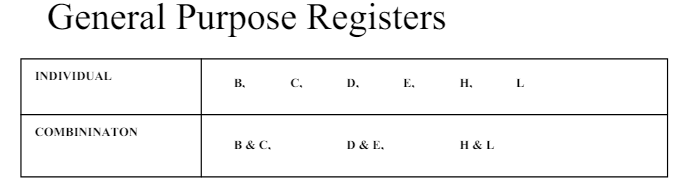 General Purpose Registers
INDIVIDUAL
B, C, D, E, H, L
COMBININATON
B & C, D & E, H & L